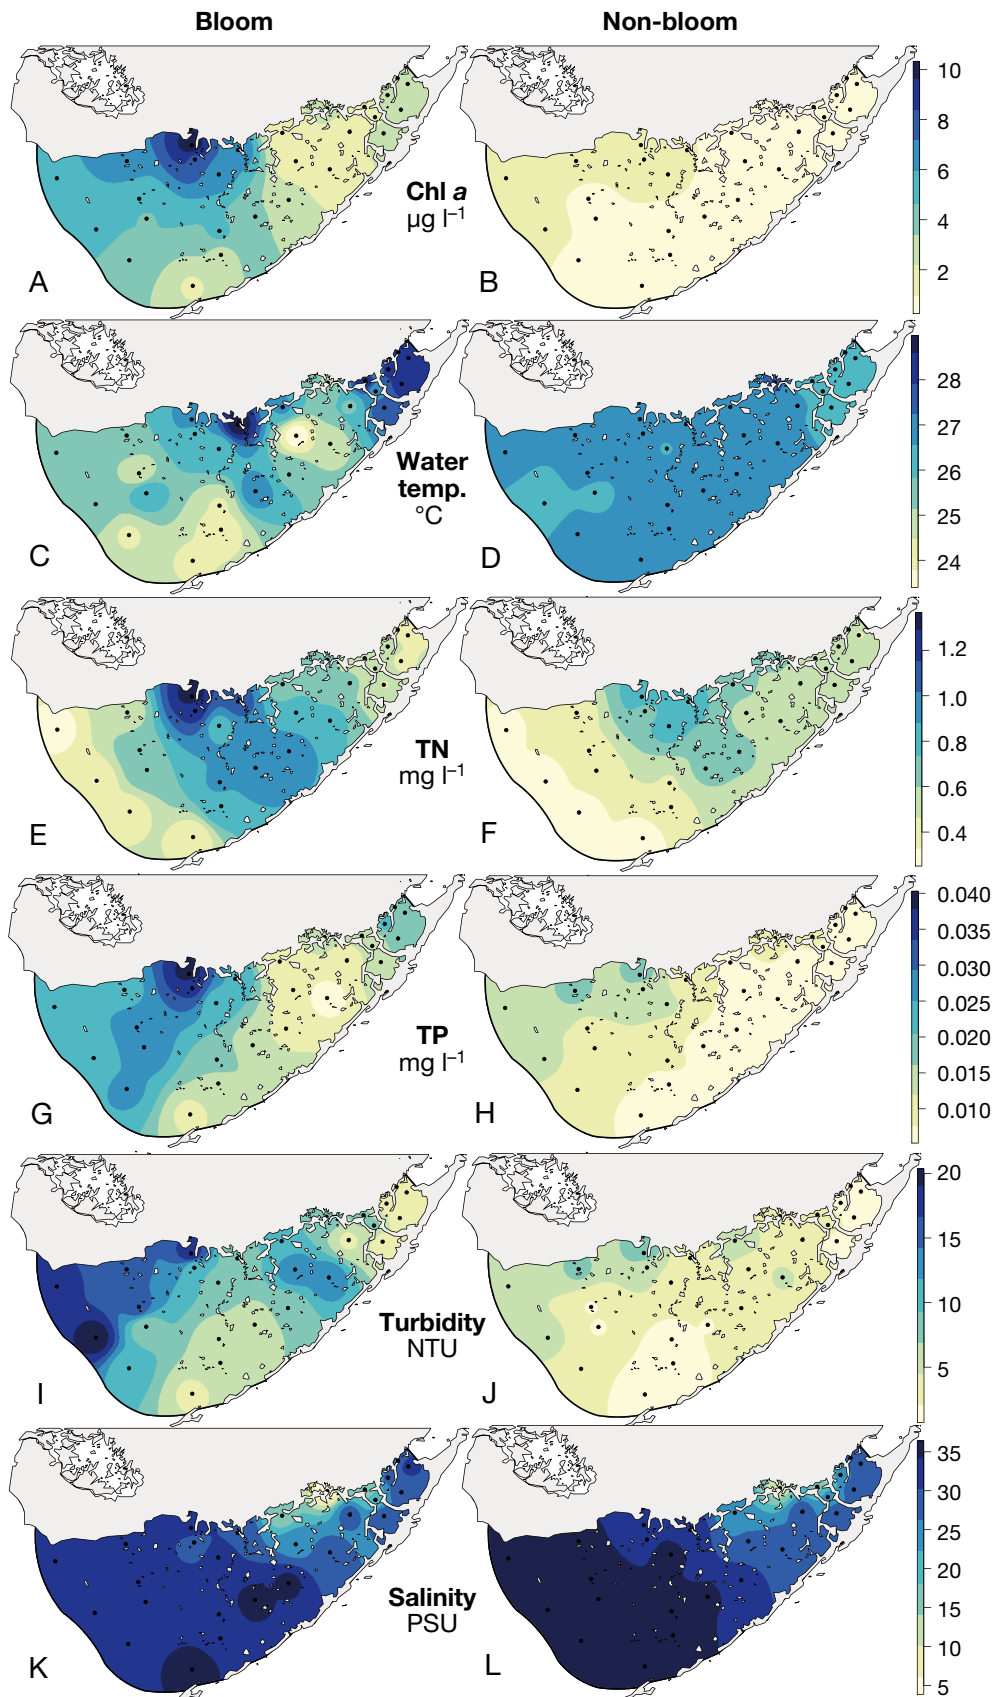 Bloom Non-bloom
Chl a
µg l–1
A B
10
8
6
4
2
Water
temp.
°C
C D
28
27
26
25
24
TN
mg l–1
E F
1.2
1.0
0.8
0.6
0.4
TP
mg l–1
G H
0.040
0.035
0.030
0.025
0.020
0.015
0.010
Turbidity
NTU
I J
20
15
10
5
Salinity
PSU
K L
35
30
25
20
15
10
5